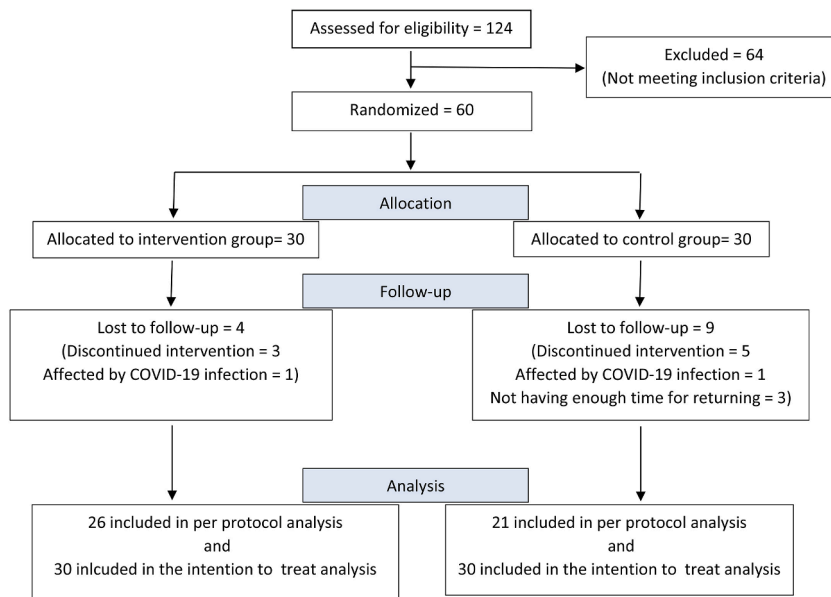 Assessed for eligibility = 124
Excluded = 64
(Not meeting inclusion criteria)
Randomized = 60
Allocation
Allocated to intervention group= 30
Allocated to control group= 30
Follow-up
Lost to follow-up = 4
(Discontinued intervention = 3
Affected by COVID-19 infection = 1)
Lost to follow-up = 9
(Discontinued intervention = 5
Affected by COVID-19 infection = 1
Not having enough time for returning = 3)
Analysis
26 included in per protocol analysis
and
30 inlcuded in the intention to treat analysis
21 included in per protocol analysis
and
30 included in the intention to treat analysis